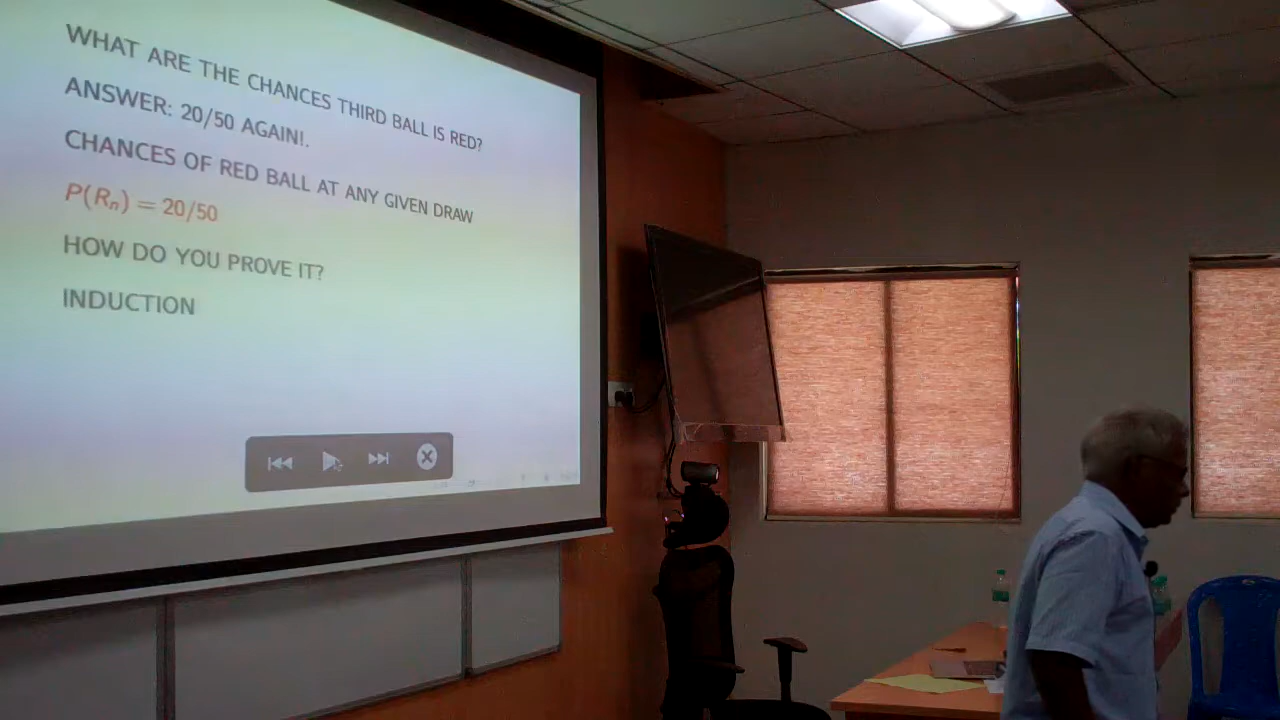 WHAT ARE THE CHANCES THIRD BALL IS RED?
ANSWER: 20/50 AGAIN!.
CHANCES OF RED BALL AT ANY GIVEN DRAW
P(Rₙ) = 20/50
HOW DO YOU PROVE IT?
INDUCTION